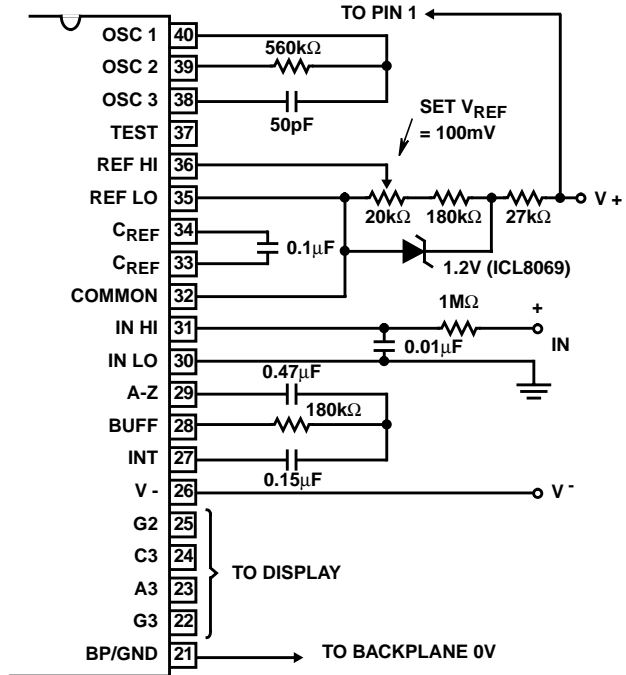 TO PIN 1
OSC 1 40
560kΩ
OSC 2 39
OSC 3 38
50pF
TEST 37
SET VREF
= 100mV
REF HI 36
REF LO 35
20kΩ 180kΩ 27kΩ
V +
CREF 34
0.1µF
CREF 33
1.2V (ICL8069)
COMMON 32
1MΩ
+
IN HI 31
IN
0.01µF
IN LO 30
0.47µF
A-Z 29
180kΩ
BUFF 28
INT 27
0.15µF
V - 26
V -
G2 25
C3 24
TO DISPLAY
A3 23
G3 22
BP/GND 21
TO BACKPLANE 0V